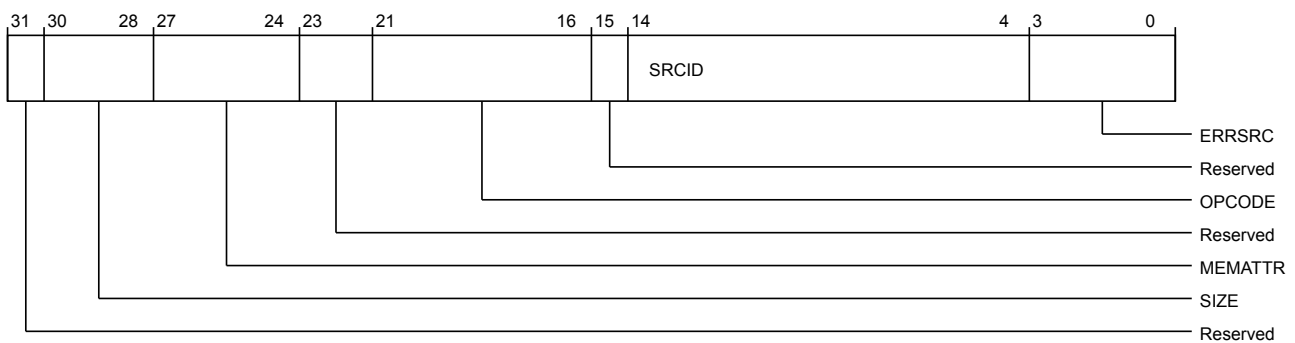 31 30 28 27 24 23 21 16 15 14 4 3 0
SRCID
ERRSRC
Reserved
OPCODE
Reserved
MEMATTR
SIZE
Reserved